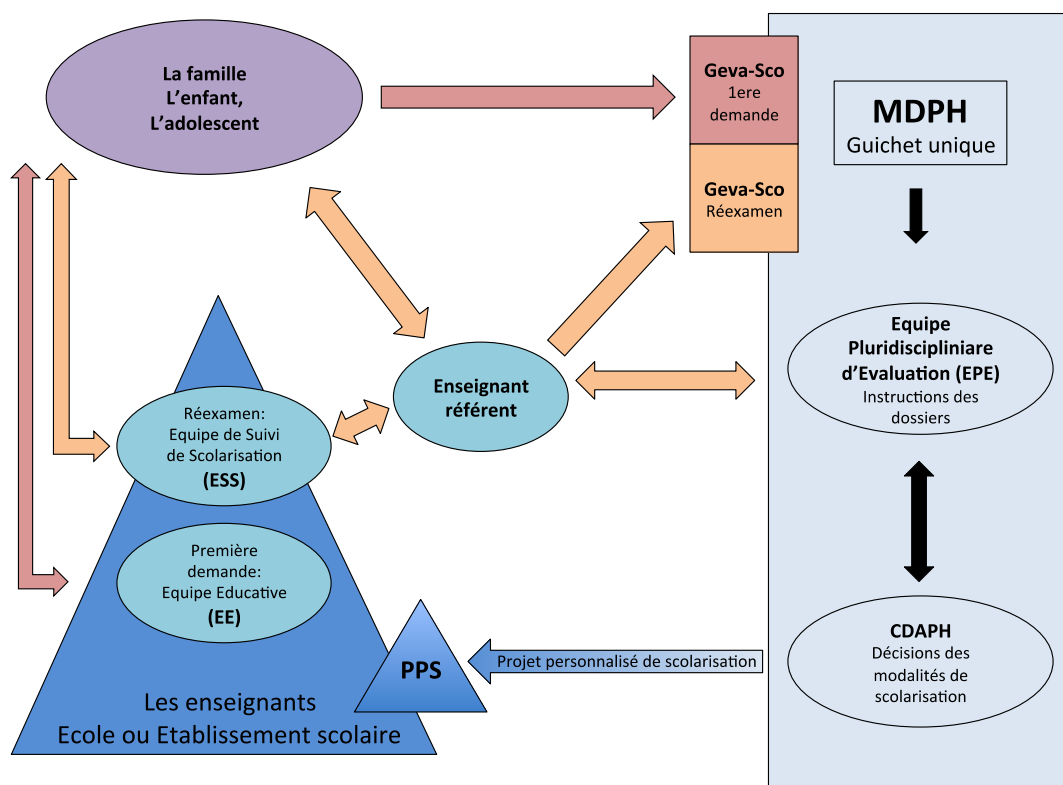 La famille
L’enfant,
L’adolescent
Geva-Sco
1ere
demande
MDPH
Guichet unique
Geva-Sco
Réexamen
Equipe
Pluridiscipliniare
d’Evaluation (EPE)
Instructions des
dossiers
Enseignant
référent
Réexamen:
Equipe de Suivi
de Scolarisation
(ESS)
Première
demande:
Equipe Educative
(EE)
CDAPH
Décisions des
modalités de
scolarisation
Projet personnalisé de scolarisation
PPS
Les enseignants
Ecole ou Etablissement scolaire